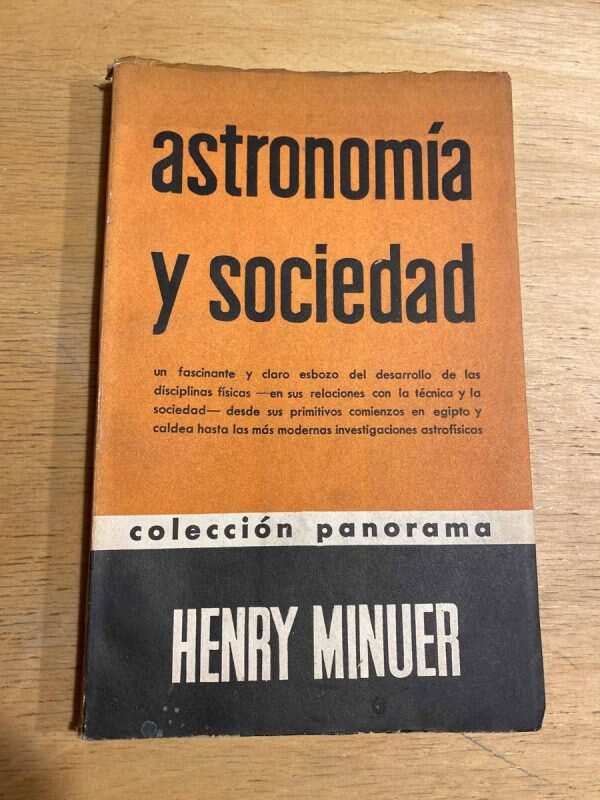 astronomía
y sociedad
un fascinante y claro esbozo del desarrollo de las
disciplinas físicas —en sus relaciones con la técnica y la
sociedad— desde sus primitivos comienzos en egipto y
caldea hasta las más modernas investigaciones astrofísicas
colección panorama
HENRY MINUER